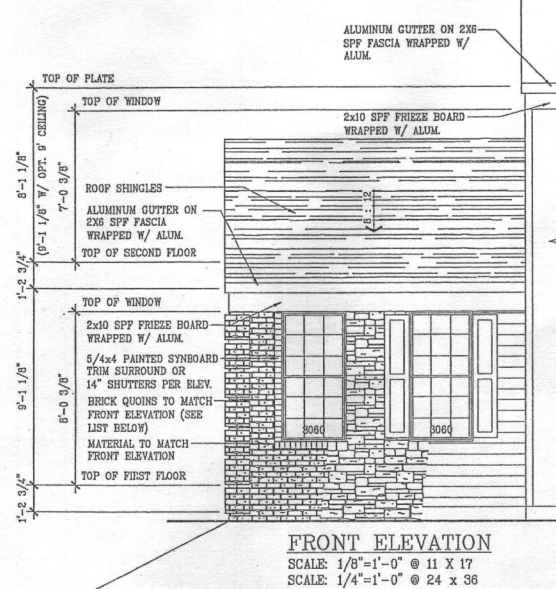 ALUMINUM GUTTER ON 2X6
SPF FASCIA WRAPPED W/
ALUM.
TOP OF PLATE
TOP OF WINDOW
2x10 SPF FRIEZE BOARD
WRAPPED W/ ALUM.
8'-1 1/8"
(9'-1 1/8" W/ OPT. 9' CEILING)
7'-0 3/8"
ROOF SHINGLES
8 : 12
ALUMINUM GUTTER ON
2X6 SPF FASCIA
WRAPPED W/ ALUM.
TOP OF SECOND FLOOR
1'-2 3/4"
TOP OF WINDOW
2x10 SPF FRIEZE BOARD
WRAPPED W/ ALUM.
5/4x4 PAINTED SYNBOARD
TRIM SURROUND OR
14" SHUTTERS PER ELEV.
9'-1 1/8"
8'-0 3/8"
BRICK QUOINS TO MATCH
FRONT ELEVATION (SEE
LIST BELOW)
MATERIAL TO MATCH
FRONT ELEVATION
3060
3060
TOP OF FIRST FLOOR
1'-2 3/4"
FRONT ELEVATION
SCALE: 1/8"=1'-0" @ 11 X 17
SCALE: 1/4"=1'-0" @ 24 x 36